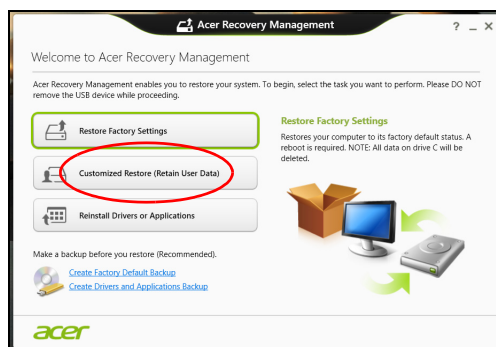 Acer Recovery Management
? _ X
Welcome to Acer Recovery Management
Acer Recovery Management enables you to restore your system. To begin, select the task you want to perform. Please DO NOT
remove the USB device while proceeding.
Restore Factory Settings
Customized Restore (Retain User Data)
Reinstall Drivers or Applications
Restore Factory Settings
Restores your computer to its factory default status. A
reboot is required. NOTE: All data on drive C will be
deleted.
Make a backup before you restore (Recommended).
Create Factory Default Backup
Create Drivers and Applications Backup
acer